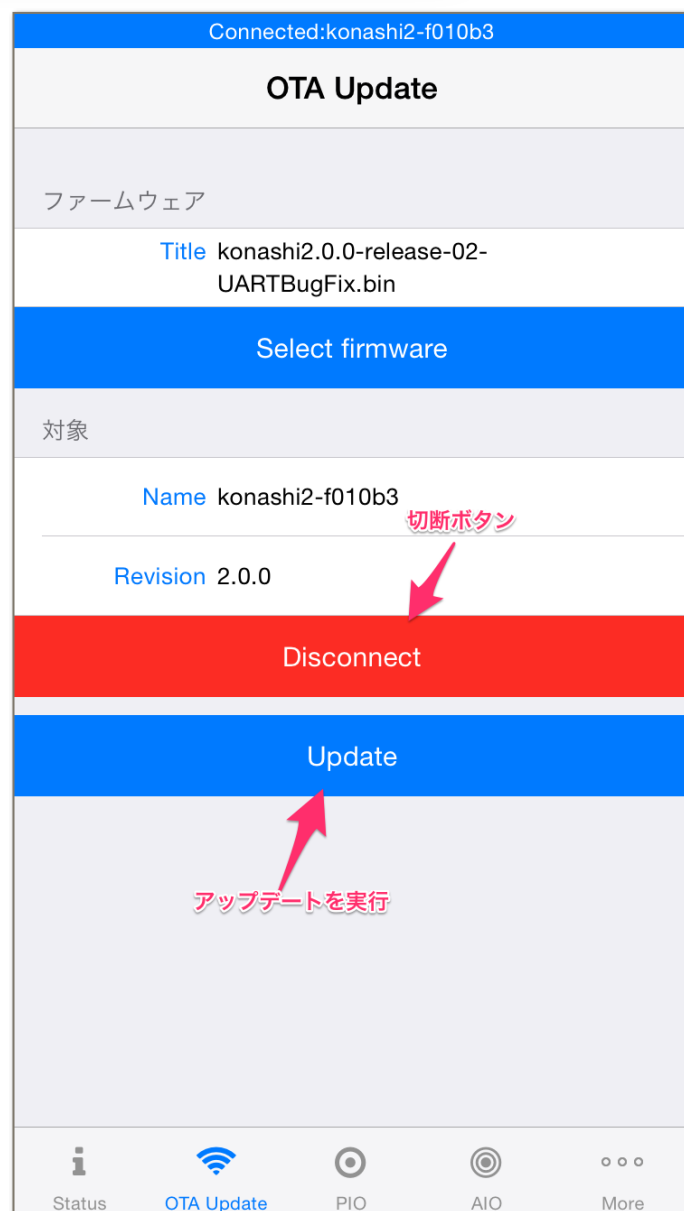 Connected:konashi2-f010b3
OTA Update
ファームウェア
Title konashi2.0.0-release-02-
UARTBugFix.bin
Select firmware
対象
Name konashi2-f010b3
切断ボタン
Revision 2.0.0
Disconnect
Update
アップデートを実行
Status OTA Update PIO AIO More